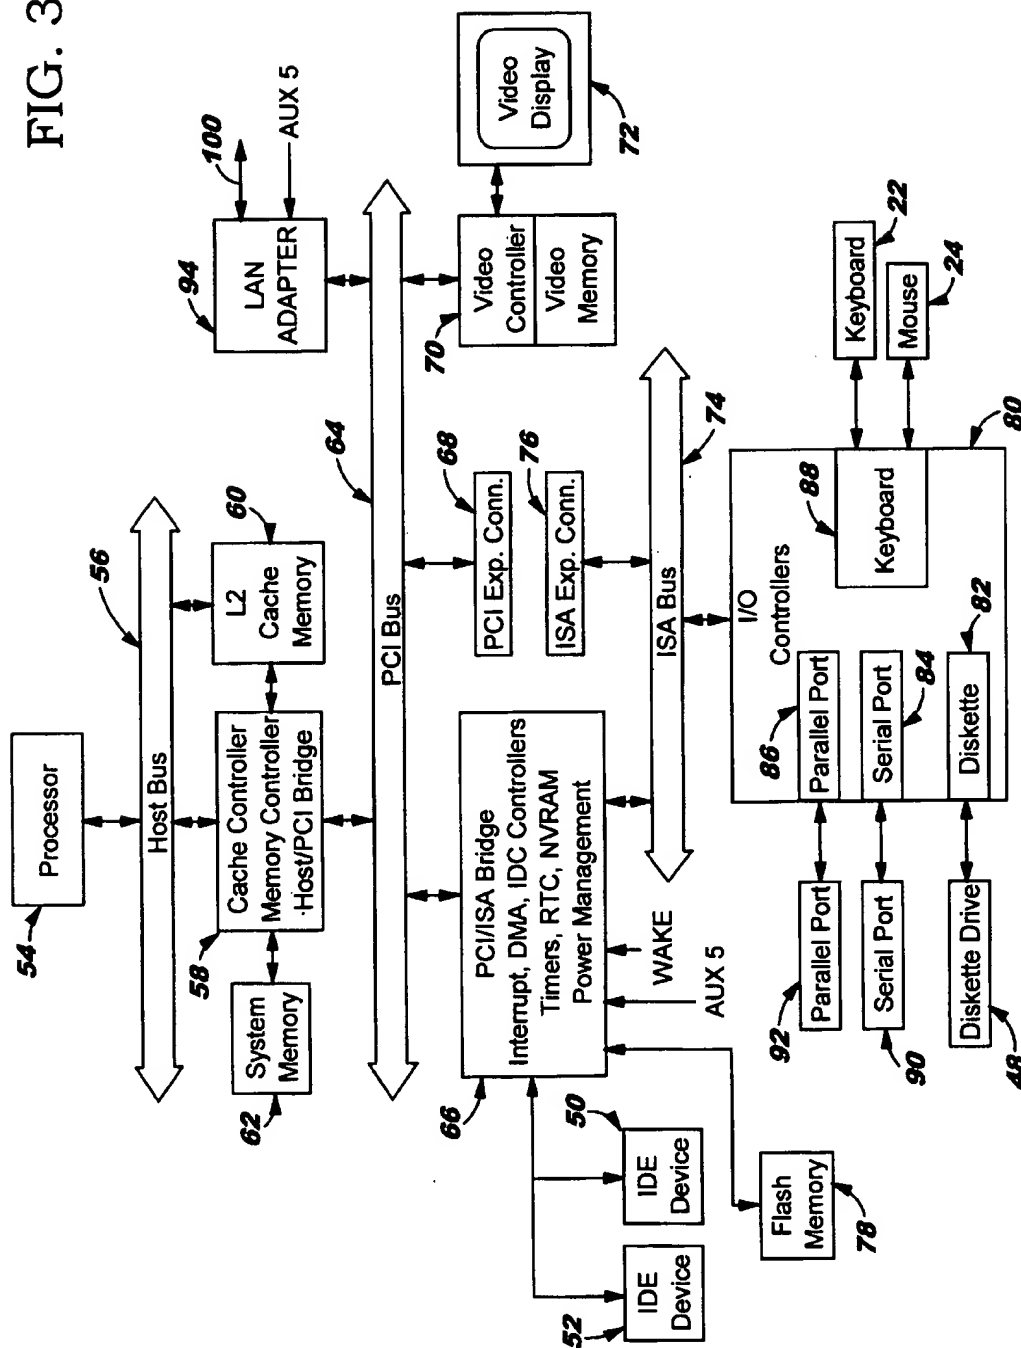 FIG. 3
Processor
54
Host Bus
56
Cache Controller
Memory Controller
Host/PCI Bridge
58
L2
Cache
Memory
60
System
Memory
62
PCI Bus
64
LAN
ADAPTER
94
100
AUX 5
Video
Controller
70
Video
Memory
Video
Display
72
PCI Exp. Conn.
68
ISA Exp. Conn.
76
PCI/ISA Bridge
Interrupt, DMA, IDC Controllers
Timers, RTC, NVRAM
Power Management
66
WAKE
AUX 5
IDE
Device
50
IDE
Device
52
Flash
Memory
78
ISA Bus
74
I/O
Controllers
80
Keyboard
88
Keyboard
22
Mouse
24
Parallel Port
86
Serial Port
84
Diskette
82
Parallel Port
92
Serial Port
90
Diskette Drive
48